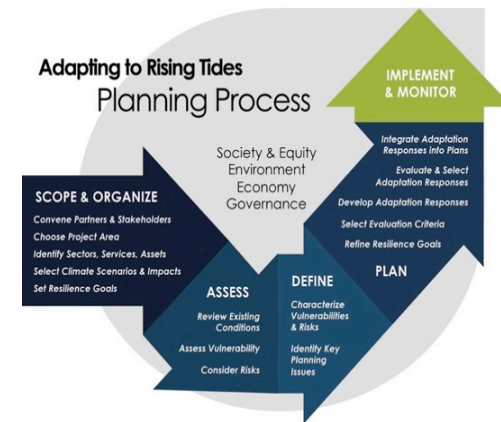 Adapting to Rising Tides
Planning Process
Society & Equity
Environment
Economy
Governance
SCOPE & ORGANIZE
Convene Partners & Stakeholders
Choose Project Area
Identify Sectors, Services, Assets
Select Climate Scenarios & Impacts
Set Resilience Goals
ASSESS
Review Existing
Conditions
Assess Vulnerability
Consider Risks
DEFINE
Characterize
Vulnerabilities
& Risks
Identify Key
Planning
Issues
IMPLEMENT
& MONITOR
Integrate Adaptation
Responses into Plans
Evaluate & Select
Adaptation Responses
Develop Adaptation Responses
Select Evaluation Criteria
Refine Resilience Goals
PLAN